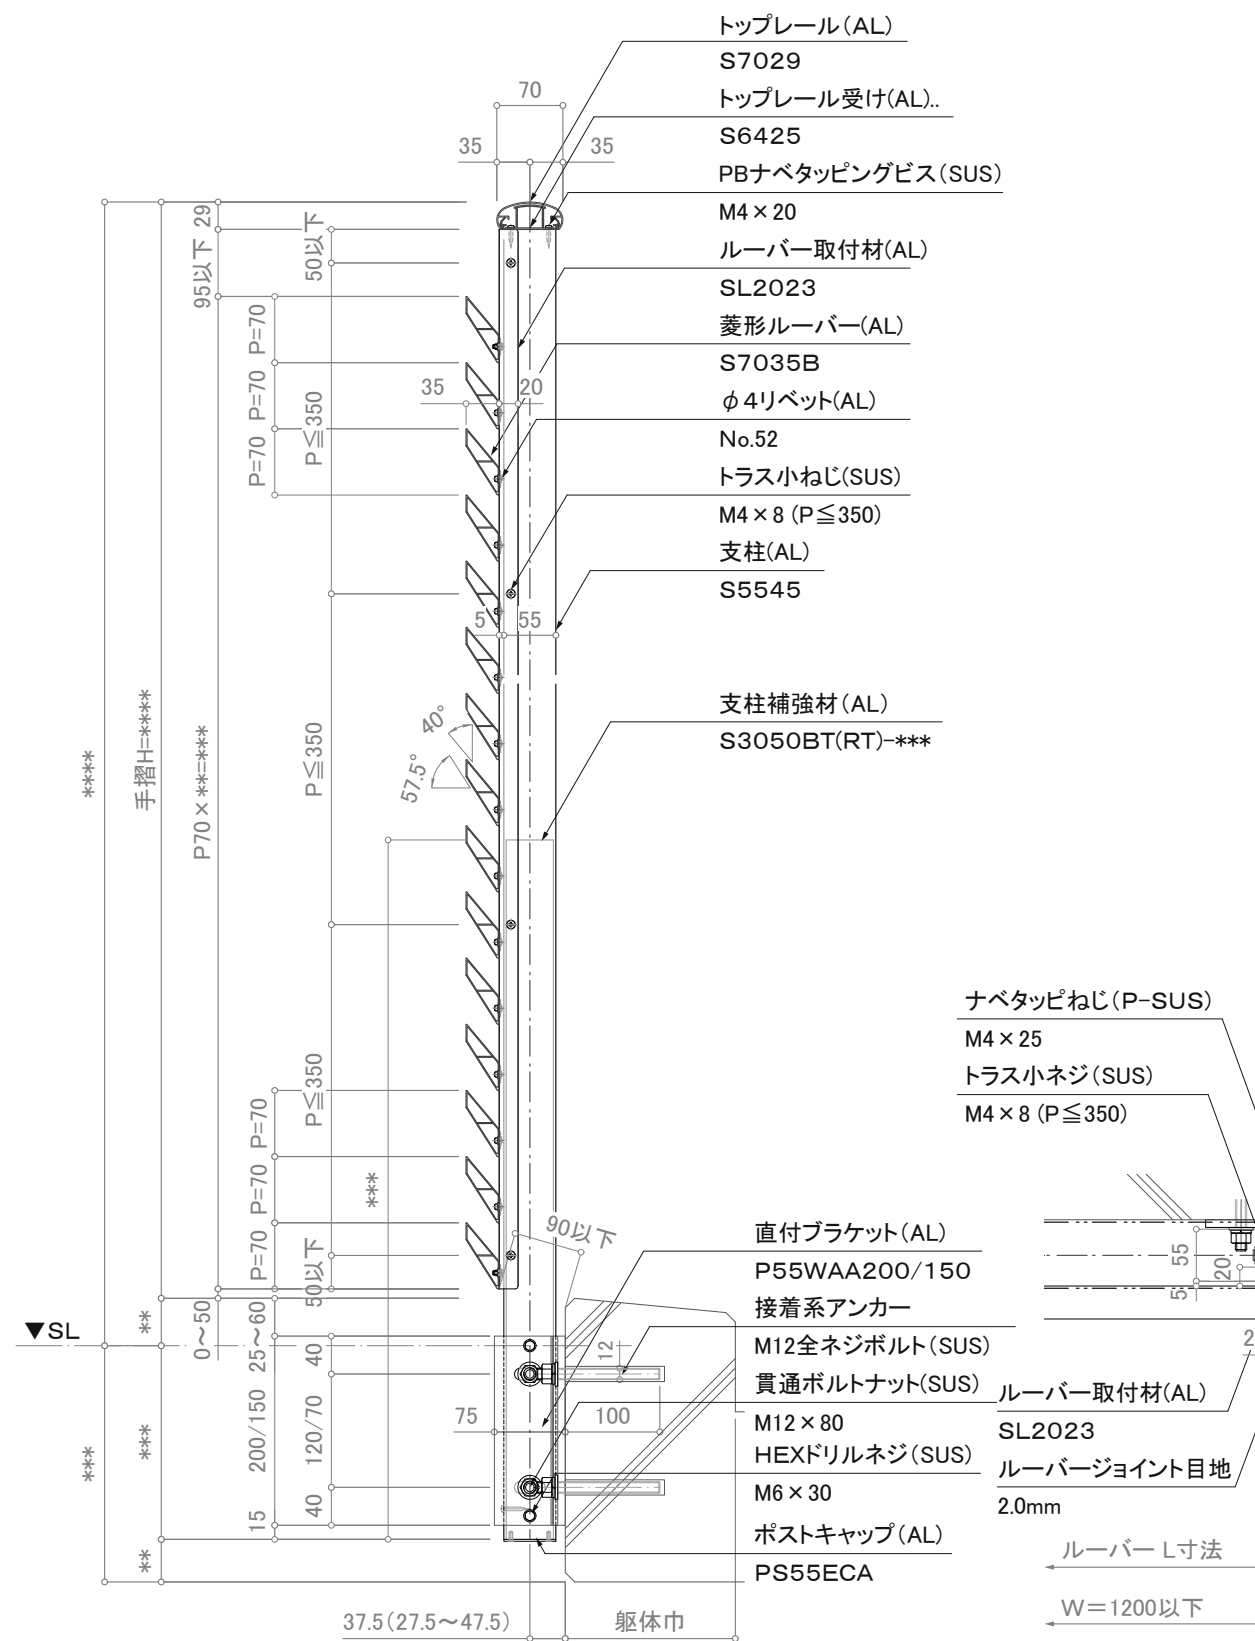 トップレール(AL)
S7029
トップレール受け(AL)..
S6425
PBナベタッピングビス(SUS)
M4×20
ルーバー取付材(AL)
SL2023
菱形ルーバー(AL)
S7035B
φ4リベット(AL)
No.52
トラス小ねじ(SUS)
M4×8 (P≦350)
支柱(AL)
S5545
支柱補強材(AL)
S3050BT(RT)-***
70
35
35
29
95以下
50以下
P=70
P=70
P=70
P≦350
35
20
5
55
40°
57.5°
****
手摺H=****
P70×**=****
P≦350
P≦350
P=70
P=70
P=70
***
50以下
90以下
▼SL
**
0～50
25～60
40
12
75
100
***
***
200/150
120/70
15
40
**
37.5(27.5～47.5)
躯体巾
直付ブラケット(AL)
P55WAA200/150
接着系アンカー
M12全ネジボルト(SUS)
貫通ボルトナット(SUS)
M12×80
HEXドリルネジ(SUS)
M6×30
ポストキャップ(AL)
PS55ECA
ナベタッピねじ(P-SUS)
M4×25
トラス小ネジ(SUS)
M4×8 (P≦350)
55
20
5
2
ルーバー取付材(AL)
SL2023
ルーバージョイント目地
2.0mm
ルーバー L寸法
W=1200以下